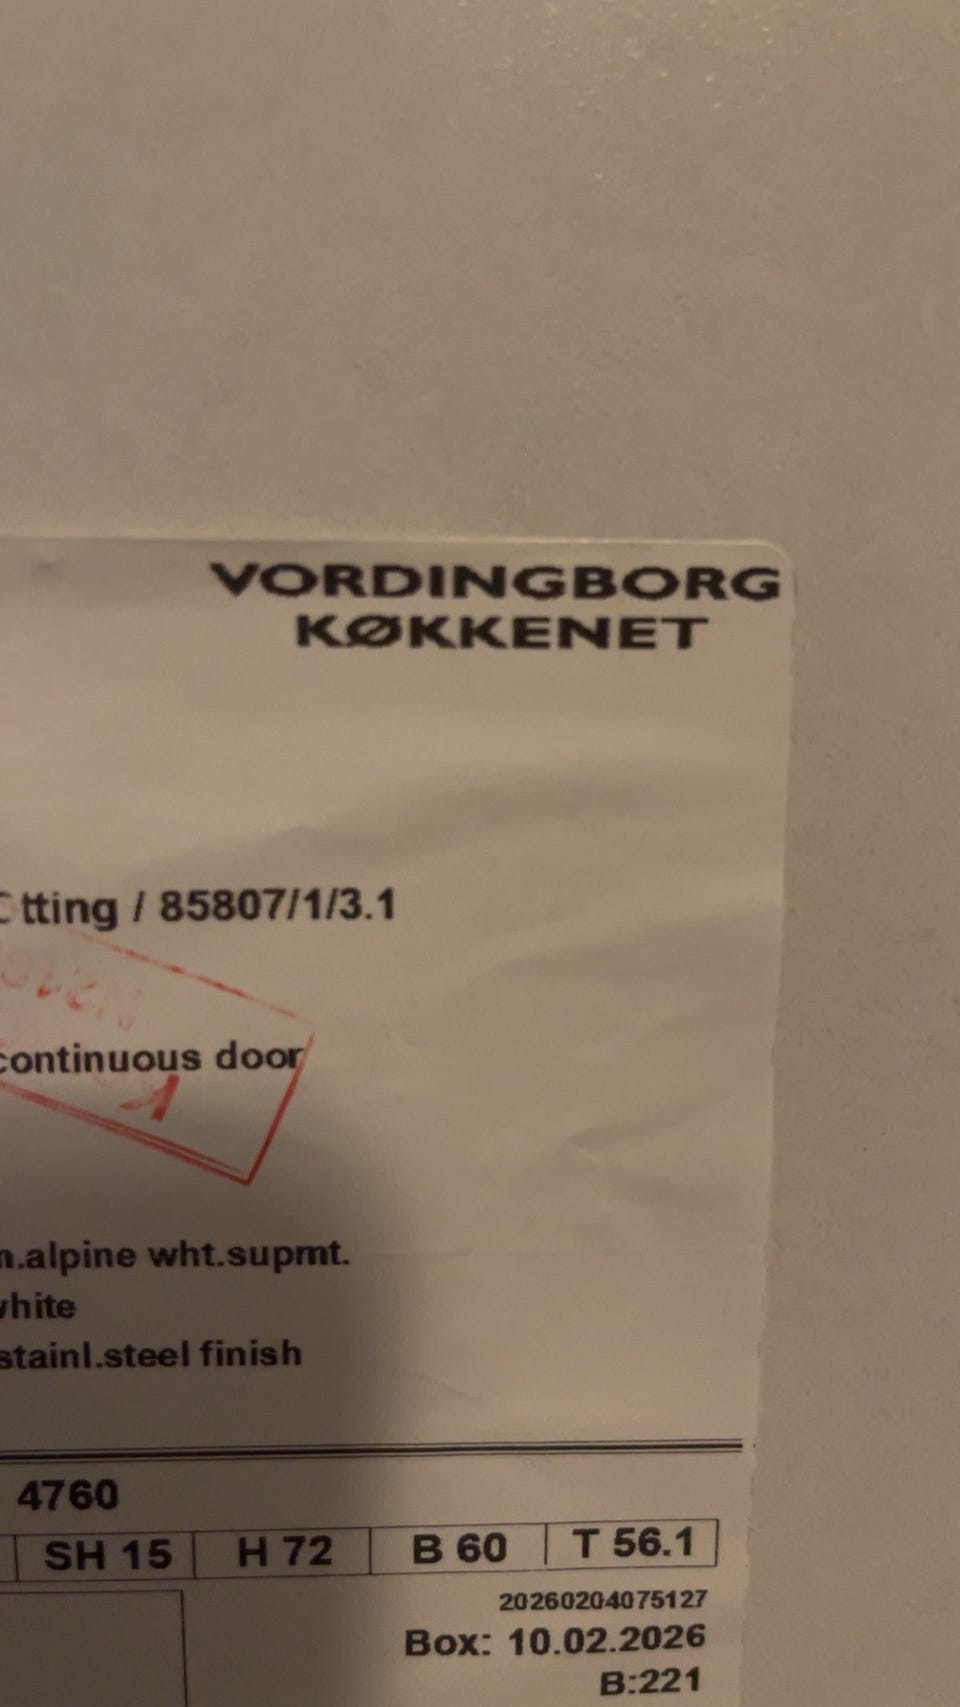 VORDINGBORG
KØKKENET
tting / 85807/1/3.1
continuous door
K
n.alpine wht.supmt.
white
stainl.steel finish
4760
SH 15 H 72 B 60 T 56.1
20260204075127
Box: 10.02.2026
B:221